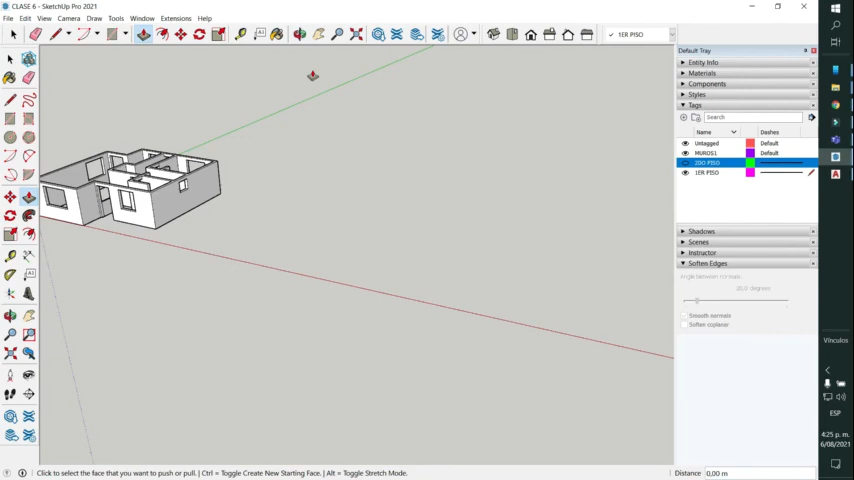 CLASE 6 - SketchUp Pro 2021
File Edit View Camera Draw Tools Window Extensions Help
1ER PISO
Default Tray
Entity Info
Materials
Components
Styles
Tags
Search
Name Dashes
Untagged Default
MUROS1 Default
2DO PISO
1ER PISO
Shadows
Scenes
Instructor
Soften Edges
Angle between normals:
20,0 degrees
Smooth normals
Soften coplanar
Vínculos
ESP
4:25 p. m.
6/08/2021
Click to select the face that you want to push or pull. | Ctrl = Toggle Create New Starting Face. | Alt = Toggle Stretch Mode.
Distance 0,00 m